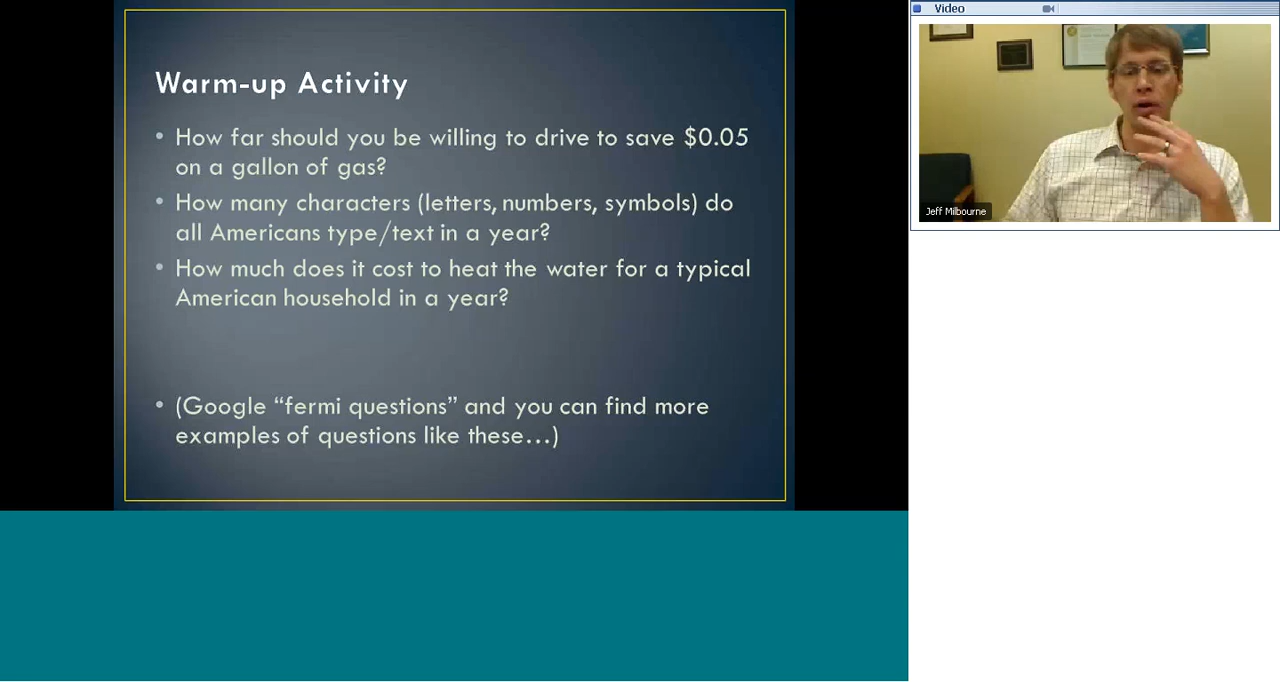 Warm-up Activity
• How far should you be willing to drive to save $0.05
on a gallon of gas?
• How many characters (letters, numbers, symbols) do
all Americans type/text in a year?
• How much does it cost to heat the water for a typical
American household in a year?
• (Google “fermi questions” and you can find more
examples of questions like these…)
Video
Jeff Milbourne